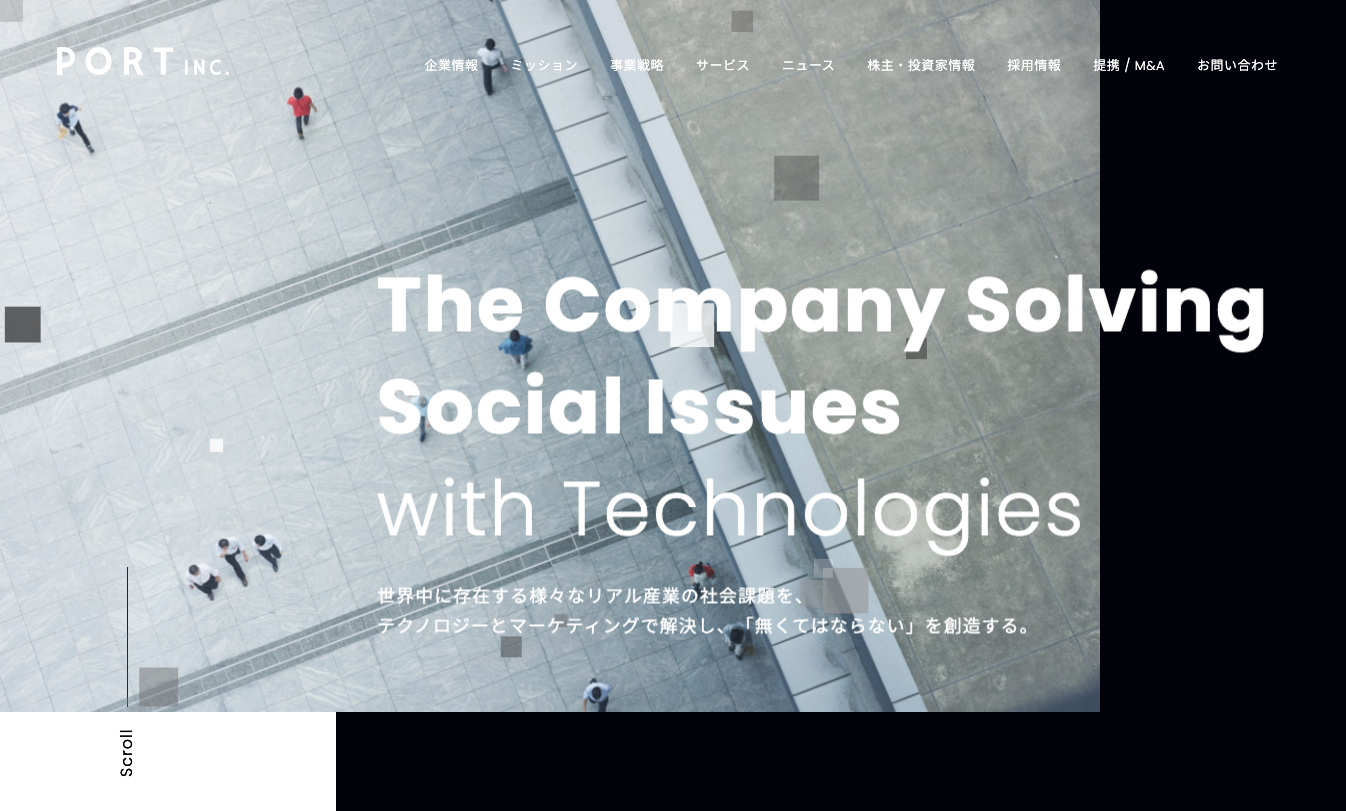 PORT INC.
企業情報 ミッション 事業戦略 サービス ニュース 株主・投資家情報 採用情報 提携 / M&A お問い合わせ
The Company Solving
Social Issues
with Technologies
世界中に存在する様々なリアル産業の社会課題を、
テクノロジーとマーケティングで解決し、「無くてはならない」を創造する。
Scroll